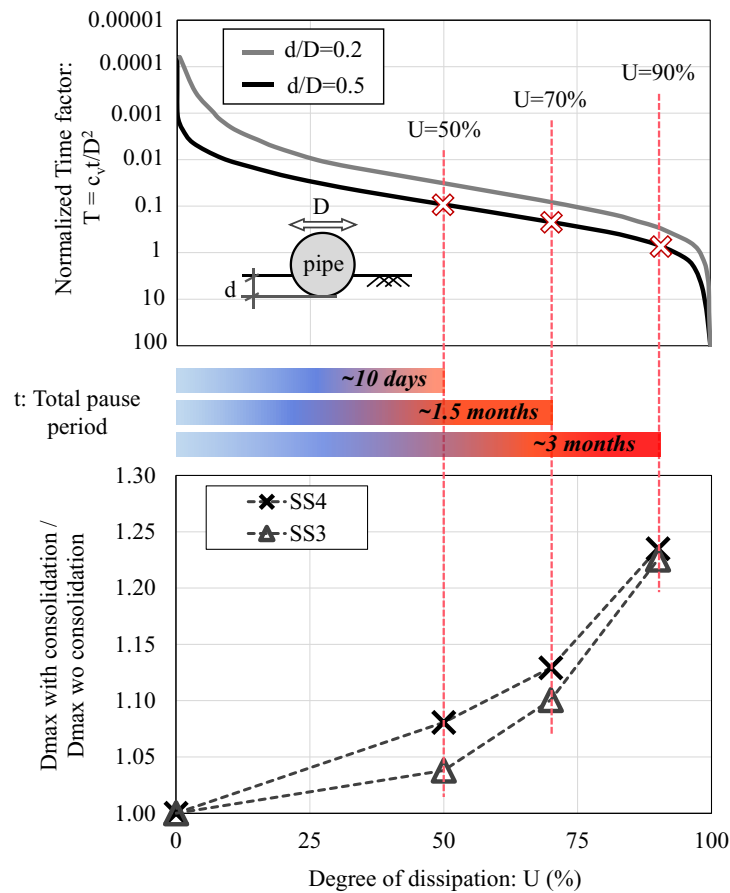 0.00001
0.0001
0.001
0.01
0.1
1
10
100
Normalized Time factor:
T = cᵥt/D²
d/D=0.2
d/D=0.5
U=50%
U=70%
U=90%
D
pipe
d
t: Total pause
period
~10 days
~1.5 months
~3 months
1.30
1.25
1.20
1.15
1.10
1.05
1.00
Dmax with consolidation /
Dmax wo consolidation
SS4
SS3
0
25
50
75
100
Degree of dissipation: U (%)